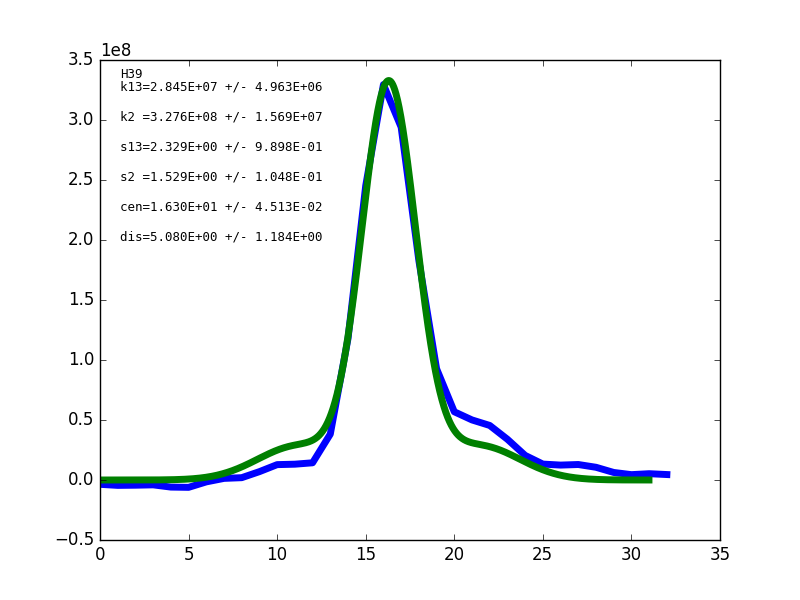 1e8
H39
k13=2.845E+07 +/- 4.963E+06
k2 =3.276E+08 +/- 1.569E+07
s13=2.329E+00 +/- 9.898E-01
s2 =1.529E+00 +/- 1.048E-01
cen=1.630E+01 +/- 4.513E-02
dis=5.080E+00 +/- 1.184E+00
3.5
3.0
2.5
2.0
1.5
1.0
0.5
0.0
−0.5
0 5 10 15 20 25 30 35